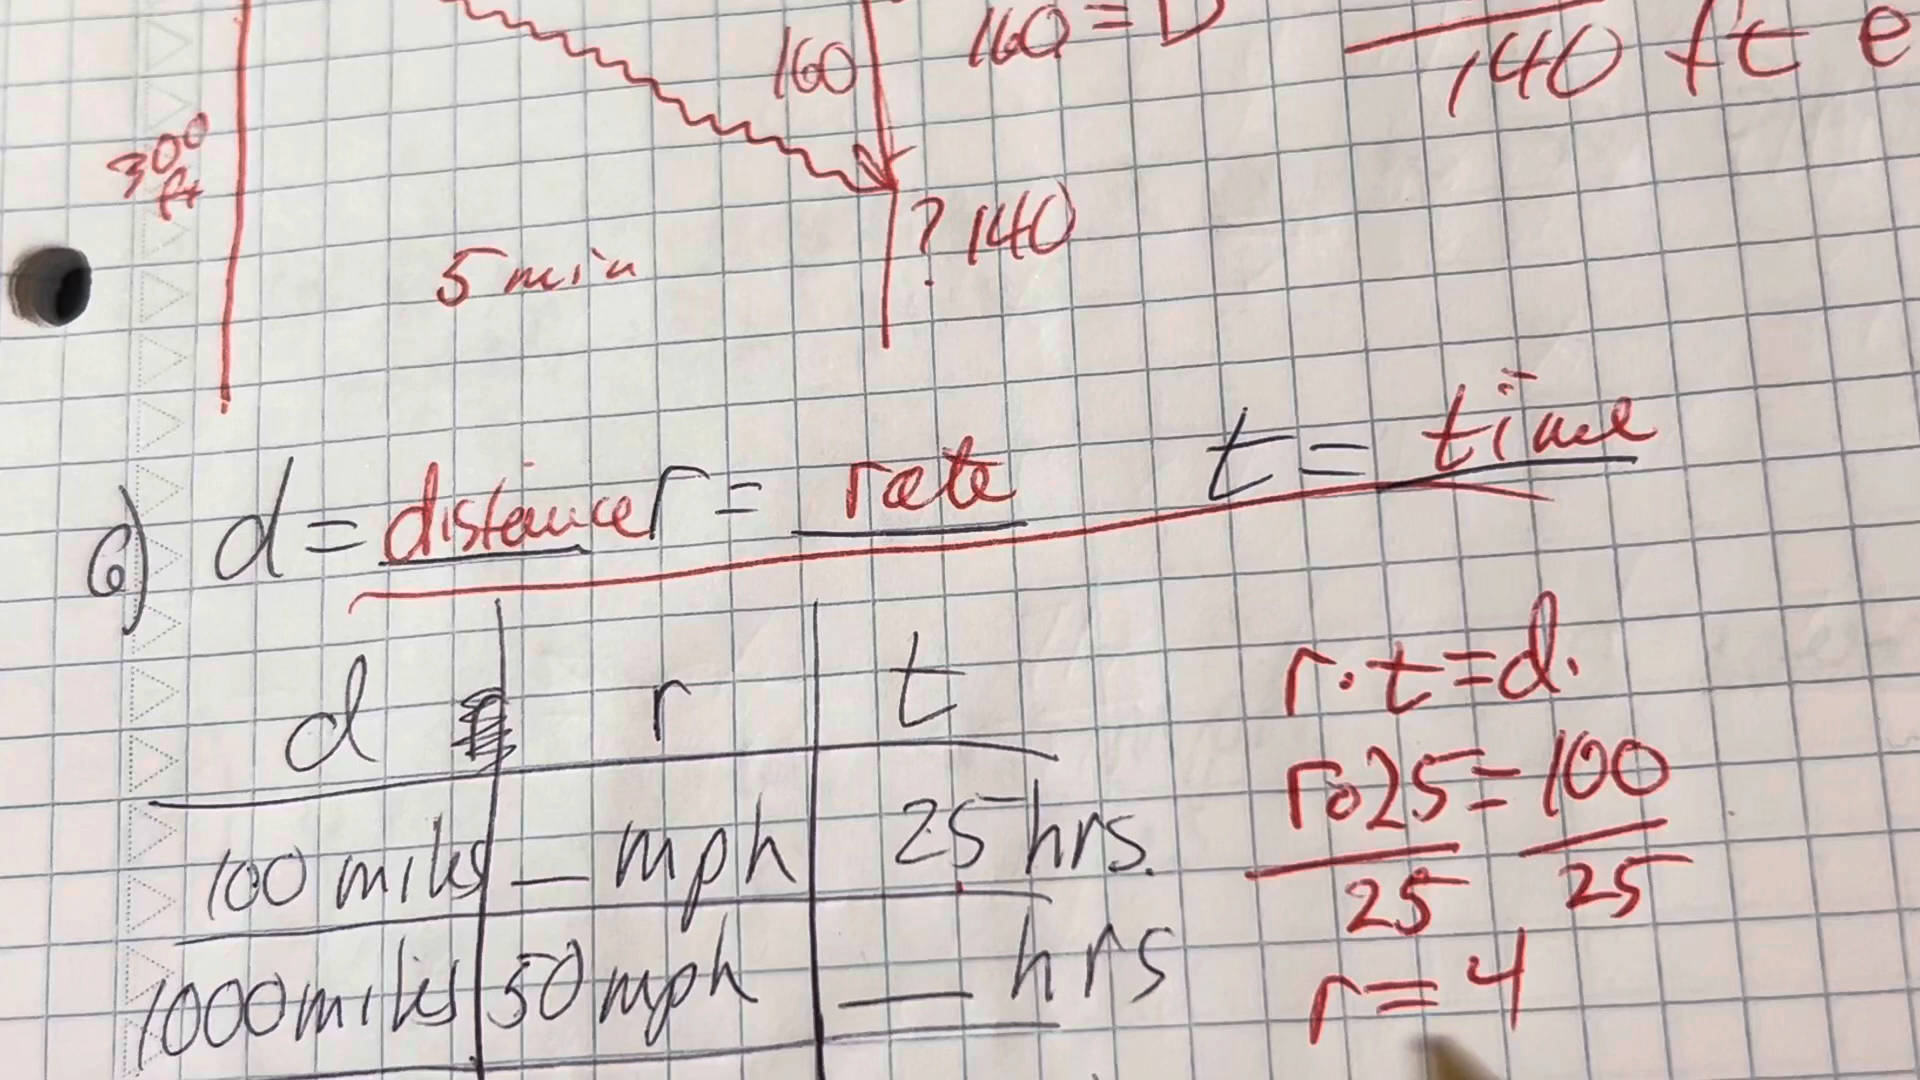 160
160 = D
140 ft e
300 ft
5 min
? 140
6) d = distance r = rate t = time
d r t
100 miles _ mph 25 hrs.
1000 miles 50 mph __ hrs
r · t = d.
r ∘ 25 = 100
25 25
r = 4